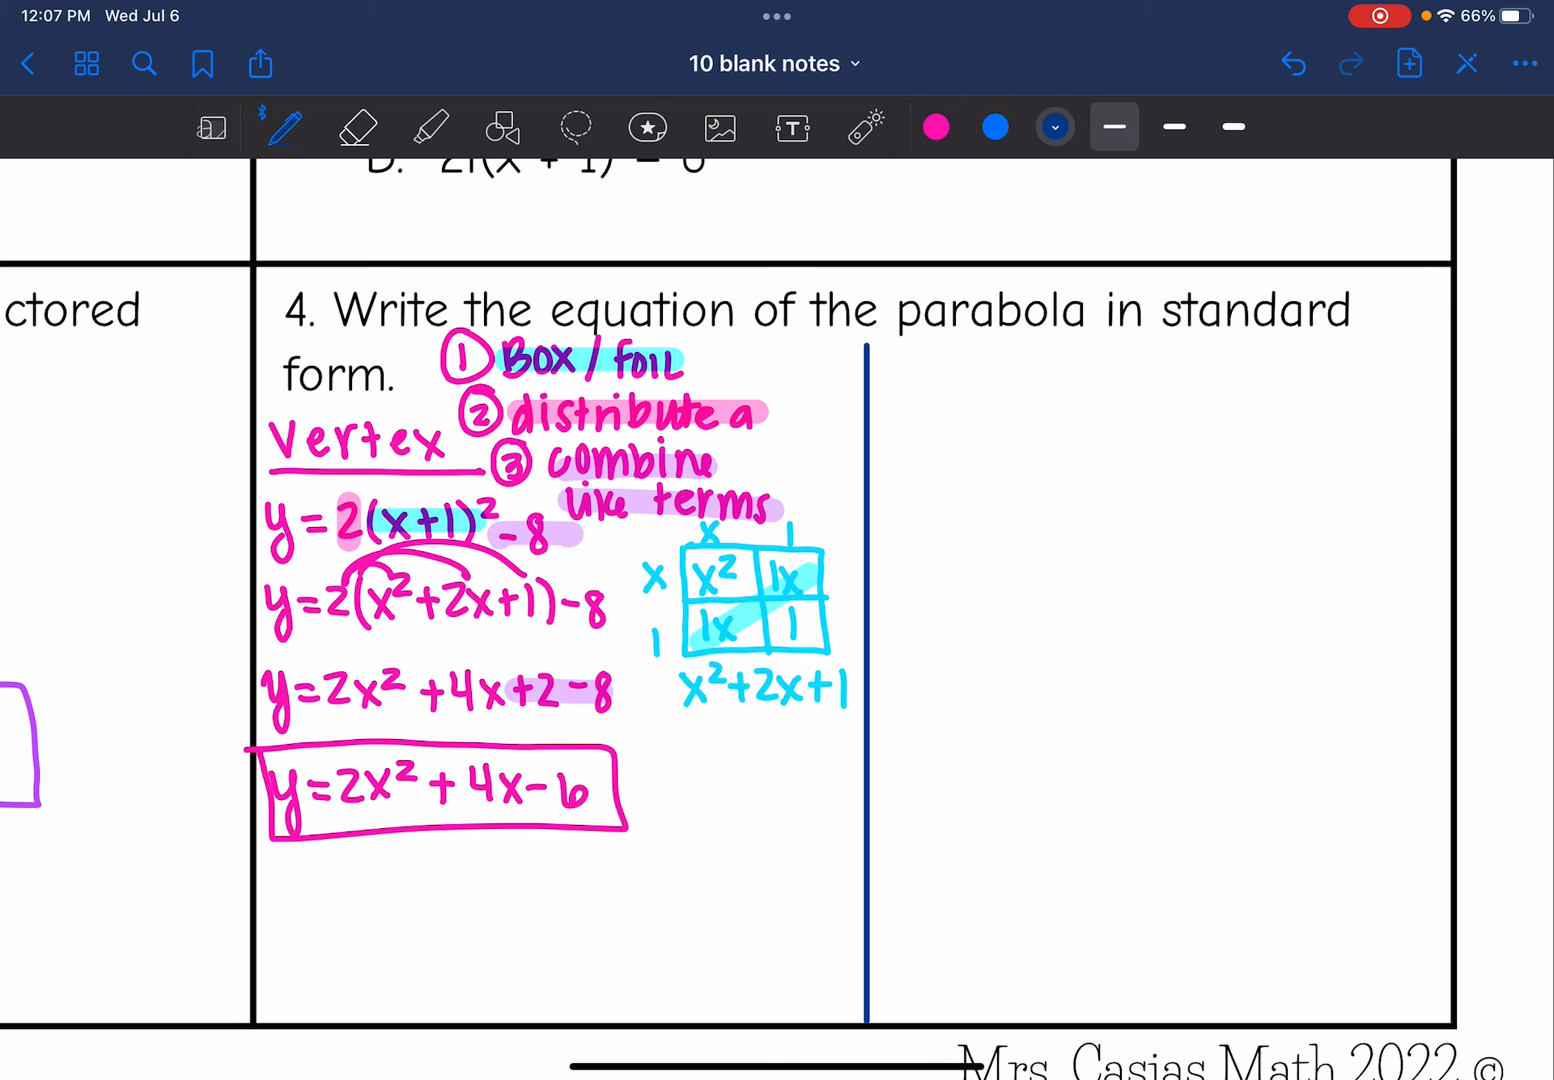 12:07 PM Wed Jul 6
66%
10 blank notes
T
ctored
4. Write the equation of the parabola in standard
form.
① Box / foil
② distribute a
③ combine
like terms
Vertex
y = 2(x+1)² - 8
y = 2(x² + 2x + 1) - 8
y = 2x² + 4x + 2 - 8
y = 2x² + 4x - 6
x 1
x x² 1x
1 1x 1
x² + 2x + 1
Mrs. Casias Math 2022 ©